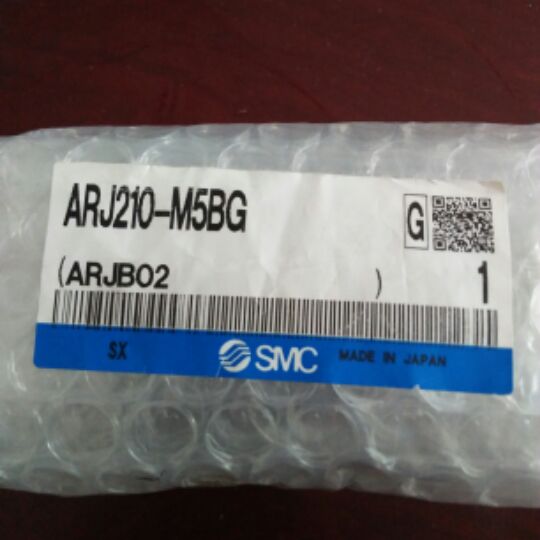 ARJ210-M5BG
G
(ARJB02 )
1
SX
SMC
MADE IN JAPAN